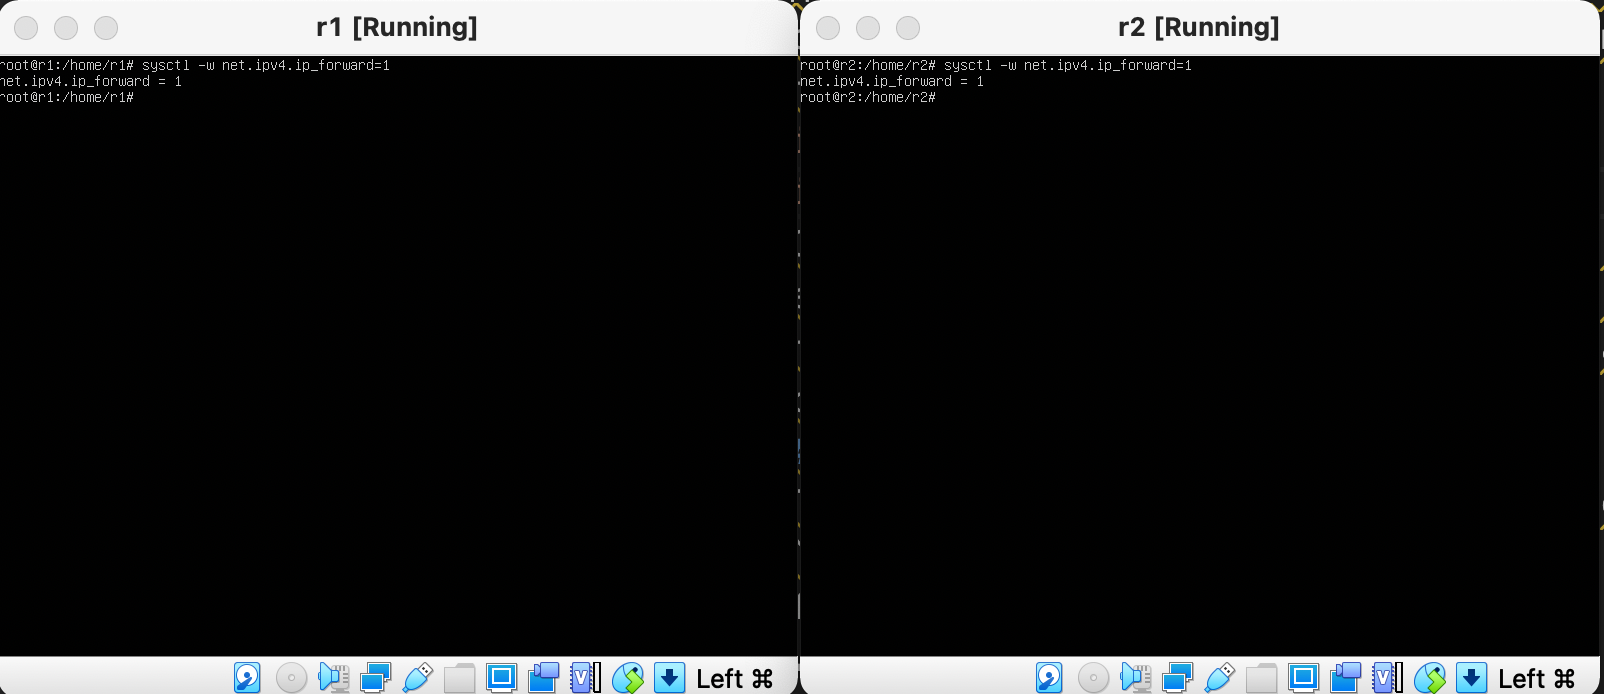 r1 [Running]
root@r1:/home/r1# sysctl -w net.ipv4.ip_forward=1
net.ipv4.ip_forward = 1
root@r1:/home/r1#
Left ⌘
r2 [Running]
root@r2:/home/r2# sysctl -w net.ipv4.ip_forward=1
net.ipv4.ip_forward = 1
root@r2:/home/r2#
Left ⌘